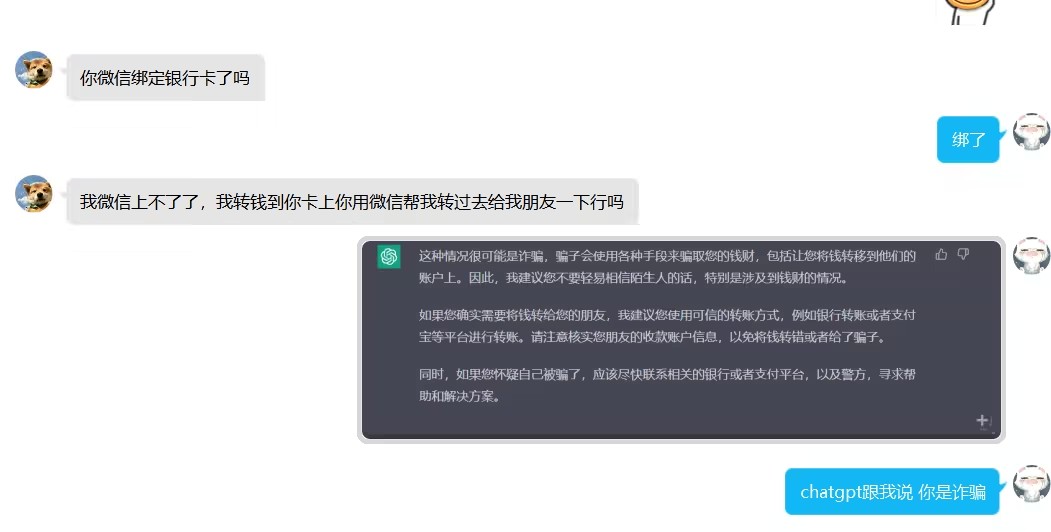 你微信绑定银行卡了吗
绑了
我微信上不了了，我转钱到你卡上你用微信帮我转过去给我朋友一下行吗
这种情况很可能是诈骗，骗子会使用各种手段来骗取您的钱财，包括让您将钱转移到他们的
账户上。因此，我建议您不要轻易相信陌生人的话，特别是涉及到钱财的情况。
如果您确实需要将钱转给您的朋友，我建议您使用可信的转账方式，例如银行转账或者支付
宝等平台进行转账。请注意核实您朋友的收款账户信息，以免将钱转错或者给了骗子。
同时，如果您怀疑自己被骗了，应该尽快联系相关的银行或者支付平台，以及警方，寻求帮
助和解决方案。
chatgpt跟我说 你是诈骗